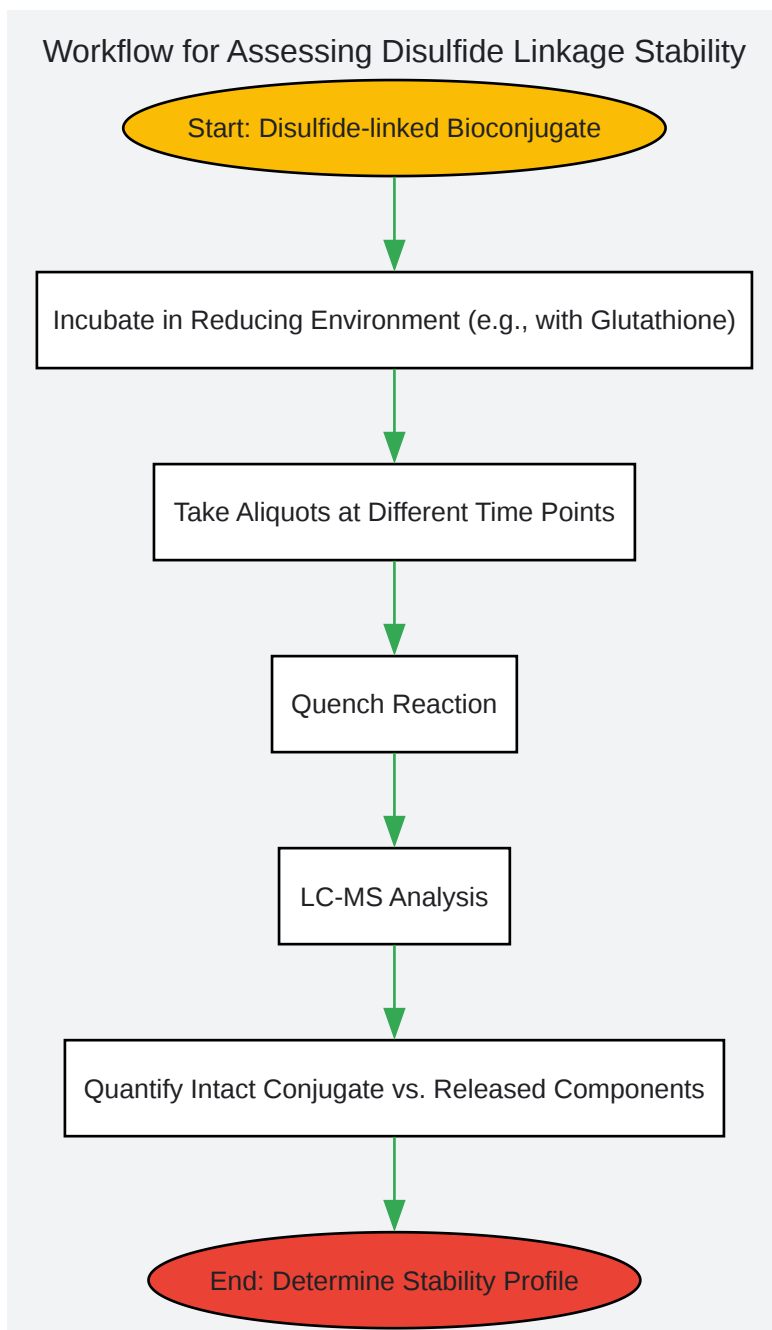 Workflow for Assessing Disulfide Linkage Stability
Start: Disulfide-linked Bioconjugate
Incubate in Reducing Environment (e.g., with Glutathione)
Take Aliquots at Different Time Points
Quench Reaction
LC-MS Analysis
Quantify Intact Conjugate vs. Released Components
End: Determine Stability Profile